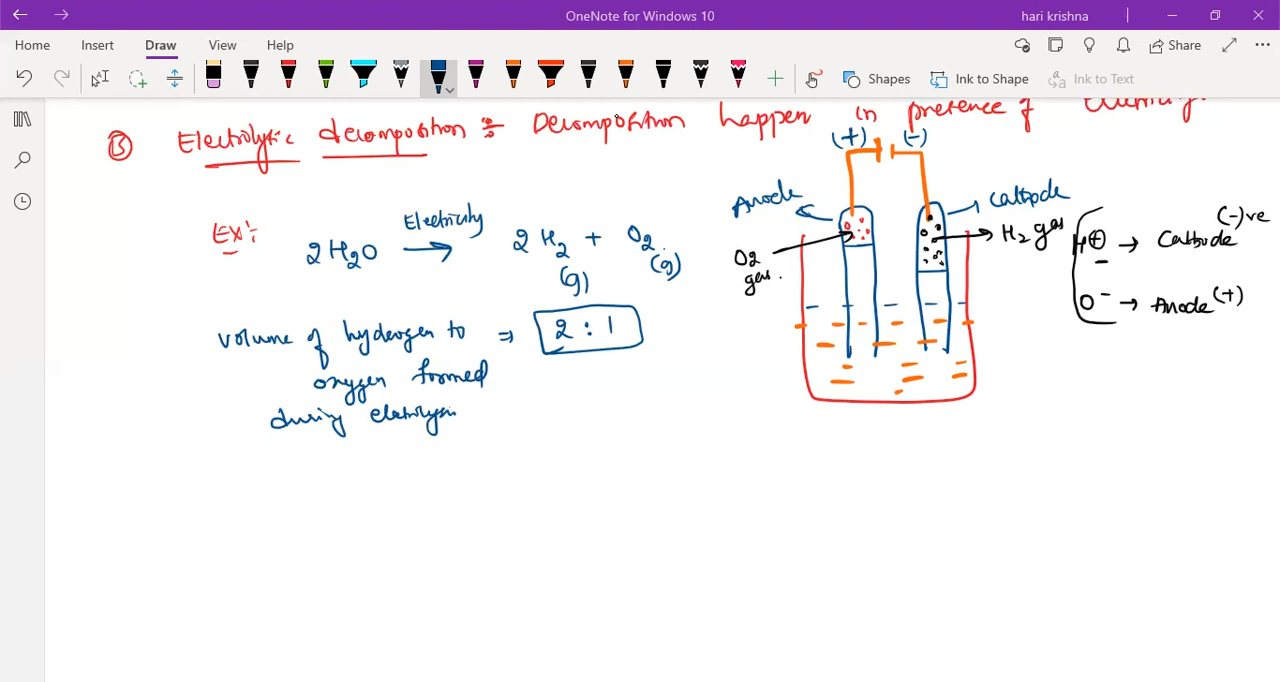 OneNote for Windows 10
hari krishna
Home Insert Draw View Help
Share
Shapes
Ink to Shape
Ink to Text
B Electrolytic decomposition :- Decomposition happen in presence of
(+) (-)
Anode
Cathode
Ex:-
2H2O Electricity → 2H2 + O2
(g) (g)
O2
gas.
H2 gas
H+ → Cathode (-)ve
O- → Anode (+)
volume of hydrogen to ⇒ 2 : 1
oxygen formed
during